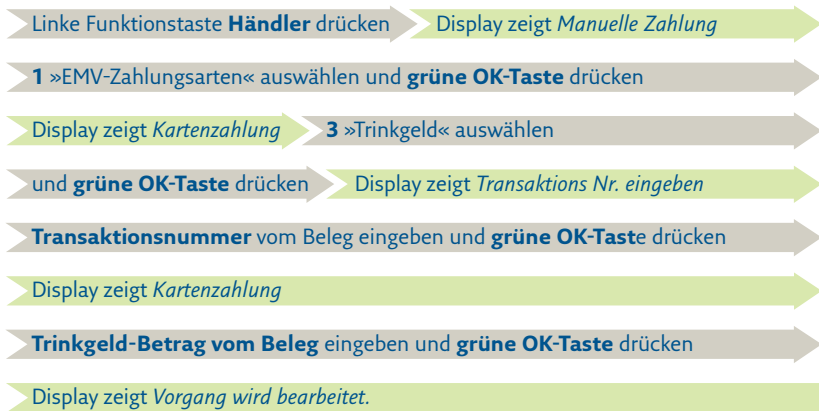 Linke Funktionstaste Händler drücken Display zeigt Manuelle Zahlung
1 »EMV-Zahlungsarten« auswählen und grüne OK-Taste drücken
Display zeigt Kartenzahlung 3 »Trinkgeld« auswählen
und grüne OK-Taste drücken Display zeigt Transaktions Nr. eingeben
Transaktionsnummer vom Beleg eingeben und grüne OK-Taste drücken
Display zeigt Kartenzahlung
Trinkgeld-Betrag vom Beleg eingeben und grüne OK-Taste drücken
Display zeigt Vorgang wird bearbeitet.